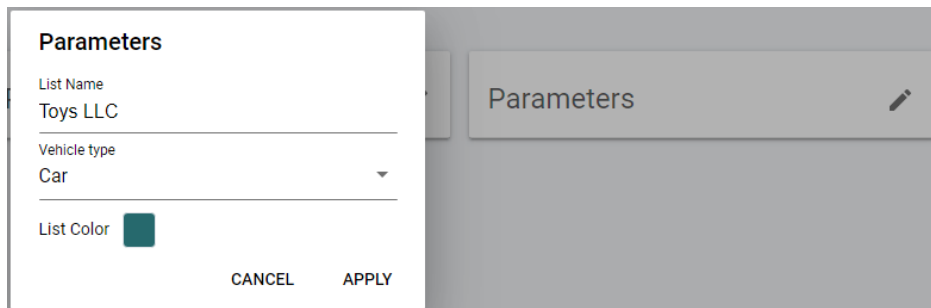 Parameters
List Name
Toys LLC
Vehicle type
Car
List Color
CANCEL APPLY
Parameters